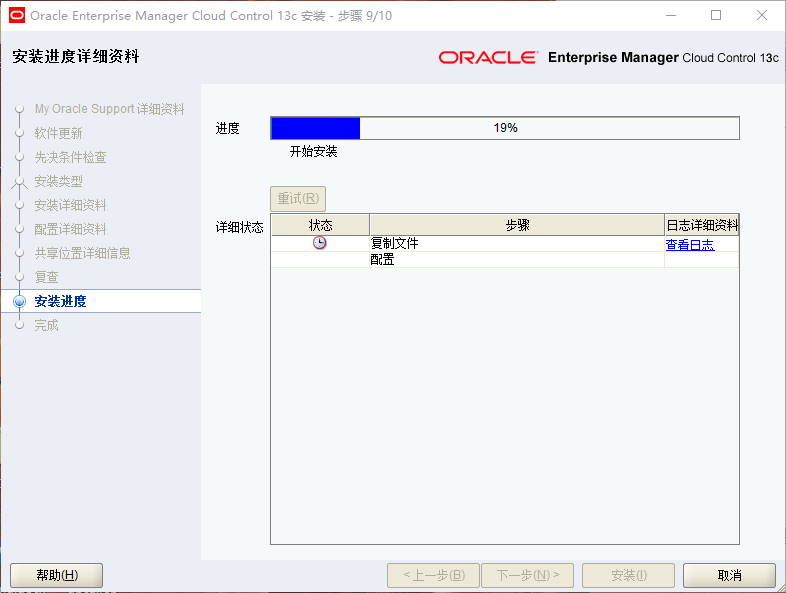 Oracle Enterprise Manager Cloud Control 13c 安装 - 步骤 9/10
安装进度详细资料
ORACLE Enterprise Manager Cloud Control 13c
My Oracle Support 详细资料
软件更新
先决条件检查
安装类型
安装详细资料
配置详细资料
共享位置详细信息
复查
安装进度
完成
进度
19%
开始安装
重试(R)
详细状态
状态 步骤 日志详细资料
复制文件 查看日志
配置
帮助(H) < 上一步(B) 下一步(N) > 安装(I) 取消